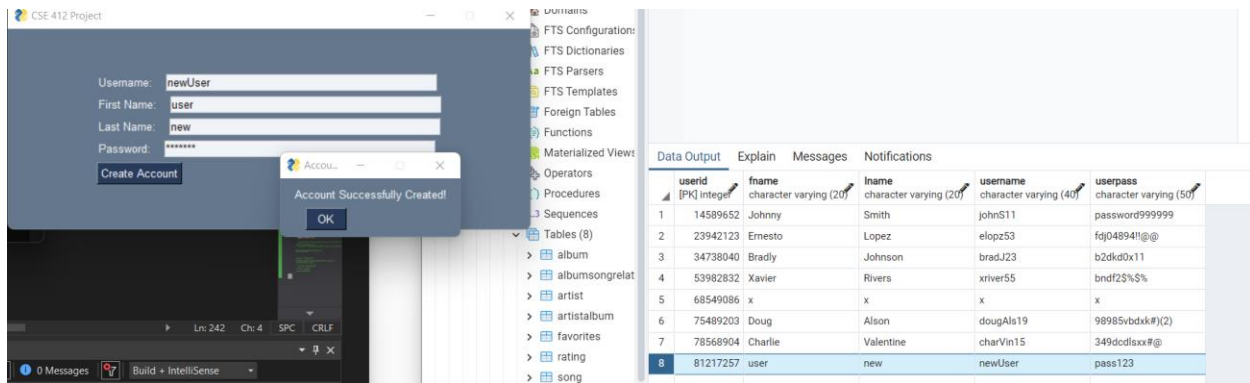 CSE 412 Project
Username: newUser
First Name: user
Last Name: new
Password: *******
Create Account
Accou...
Account Successfully Created!
OK
Ln: 242 Ch: 4 SPC CRLF
0 Messages Build + IntelliSense
Domains
FTS Configurations
FTS Dictionaries
FTS Parsers
FTS Templates
Foreign Tables
Functions
Materialized Views
Operators
Procedures
Sequences
Tables (8)
album
albumsongrelat
artist
artistalbum
favorites
rating
song
Data Output Explain Messages Notifications
userid fname lname username userpass
[PK] integer character varying (20) character varying (20) character varying (40) character varying (50)
1 14589652 Johnny Smith johnS11 password999999
2 23942123 Ernesto Lopez elopz53 fdj04894!!@@
3 34738040 Bradly Johnson bradJ23 b2dkd0x11
4 53982832 Xavier Rivers xriver55 bndf2$%$%
5 68549086 x x x x
6 75489203 Doug Alson dougAls19 98985vbdxk#)(2)
7 78568904 Charlie Valentine charVin15 349dcdlsxx#@
8 81217257 user new newUser pass123